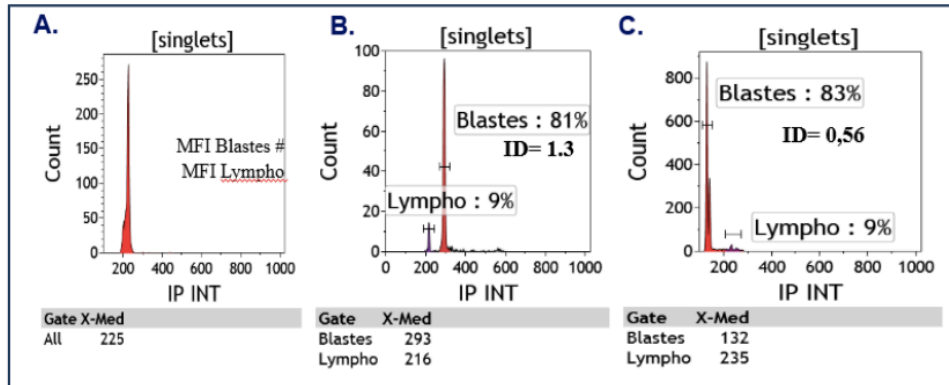 A.
[singlets]
Count
250
200
150
100
50
0
200 400 600 800 1000
IP INT
MFI Blastes #
MFI Lympho
Gate X-Med
All 225
B.
[singlets]
Count
100
80
60
40
20
0
0 200 400 600 800 1000
IP INT
Blastes : 81%
ID= 1.3
Lympho : 9%
Gate X-Med
Blastes 293
Lympho 216
C.
[singlets]
Count
800
600
400
200
0
200 400 600 800 1000
IP INT
Blastes : 83%
ID= 0,56
Lympho : 9%
Gate X-Med
Blastes 132
Lympho 235